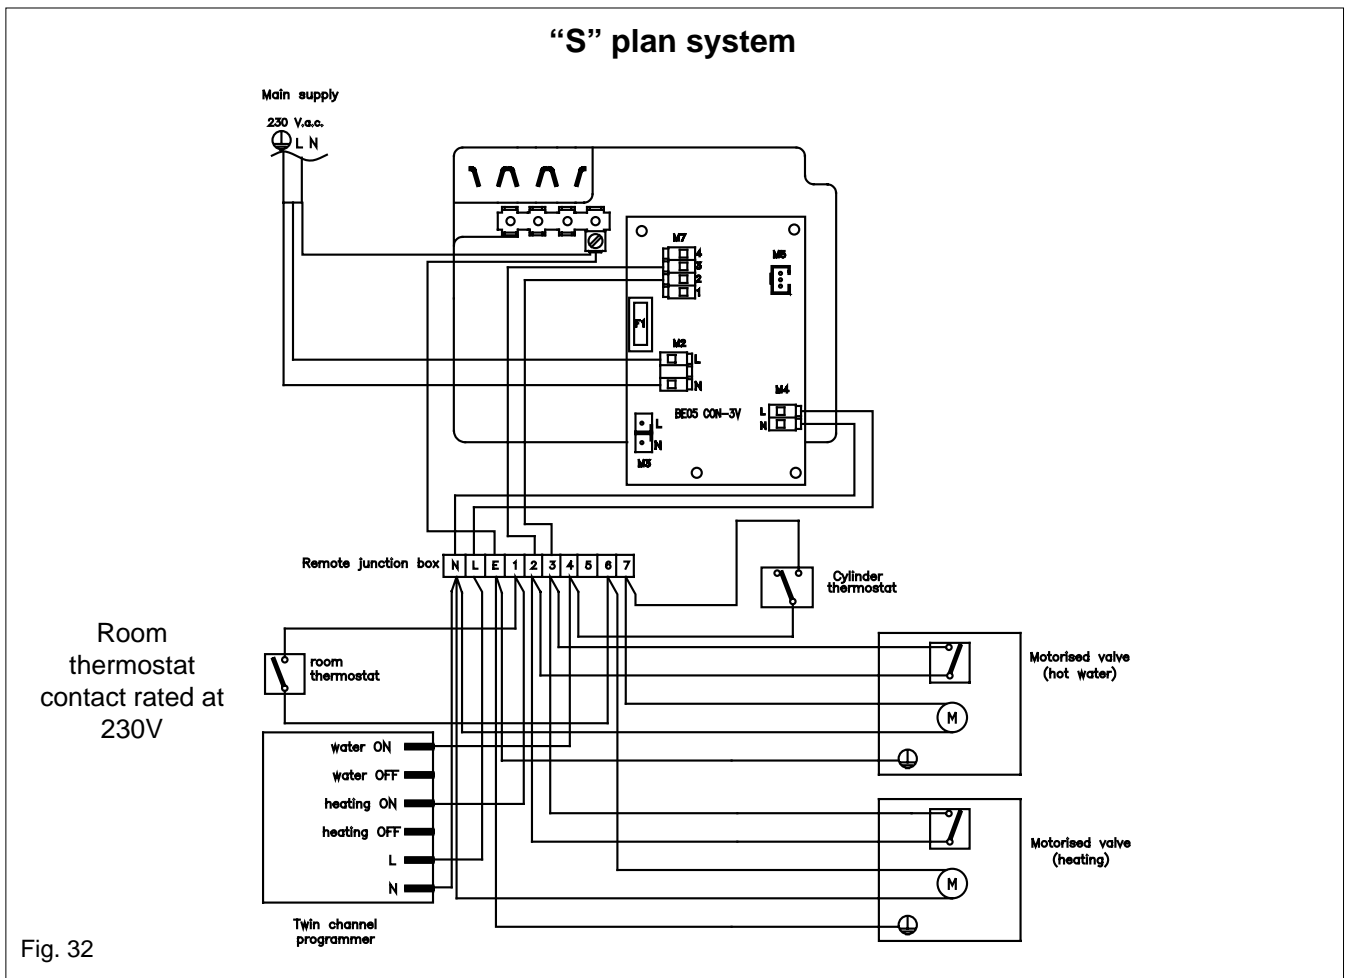 “S” plan system
Main supply
230 V.a.c.
L N
M7
4
3
2
1
M5
F1
M2
L
N
M4
L
N
BE05 CON-3V
L
N
M3
Remote junction box N L E 1 2 3 4 5 6 7
Cylinder
thermostat
Room
thermostat
contact rated at
230V
room
thermostat
Motorised valve
(hot water)
M
water ON
water OFF
heating ON
heating OFF
L
N
Motorised valve
(heating)
M
Twin channel
programmer
Fig. 32